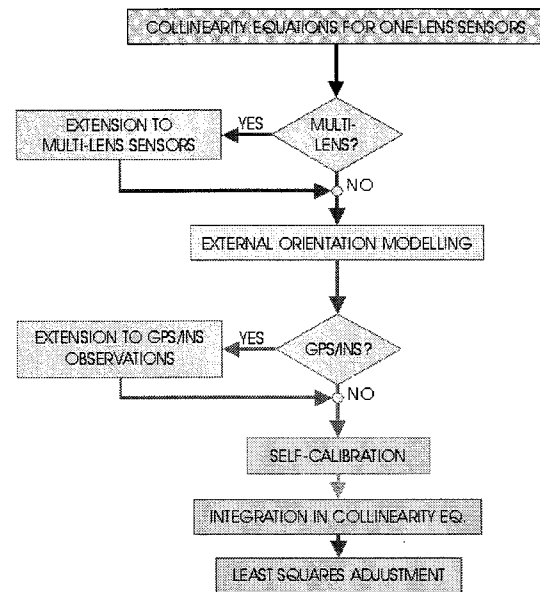 COLLINEARITY EQUATIONS FOR ONE-LENS SENSORS
MULTI-
LENS?
YES
EXTENSION TO
MULTI-LENS SENSORS
NO
EXTERNAL ORIENTATION MODELLING
GPS/INS?
YES
EXTENSION TO GPS/INS
OBSERVATIONS
NO
SELF-CALIBRATION
INTEGRATION IN COLLINEARITY EQ.
LEAST SQUARES ADJUSTMENT